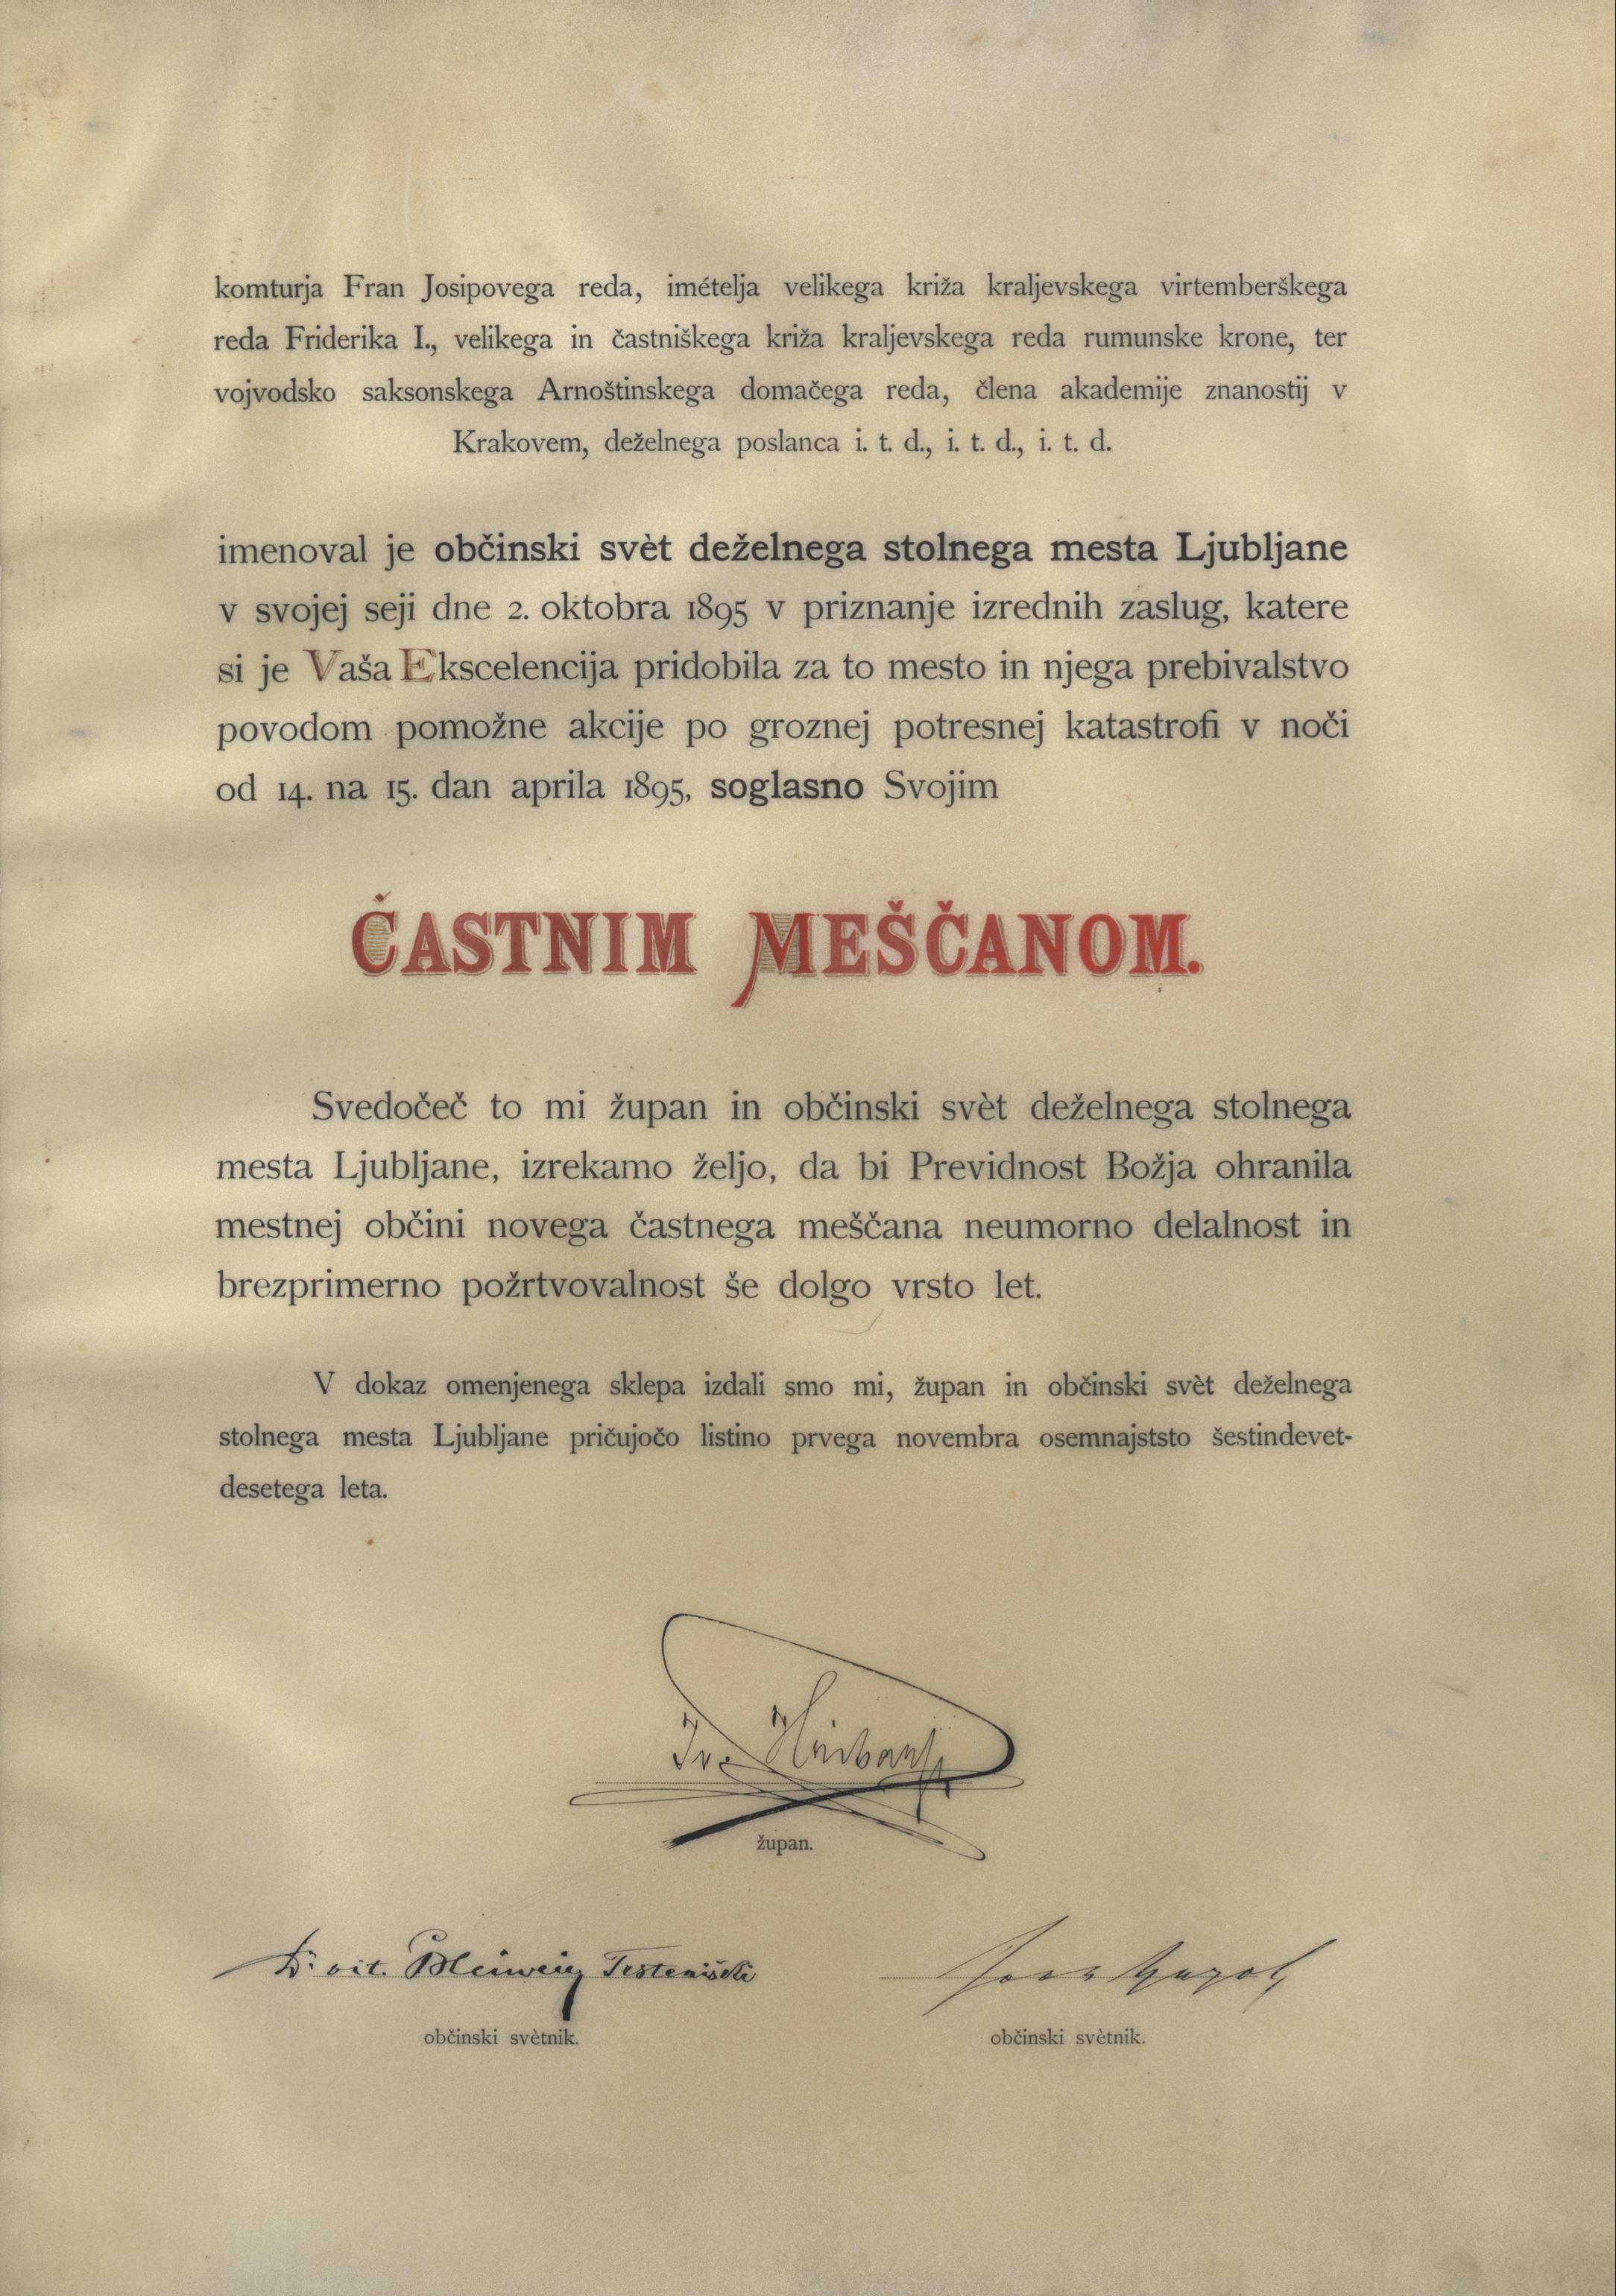 komturja Fran Josipovega reda, imételja velikega križa kraljevskega virtemberškega
reda Friderika I., velikega in častniškega križa kraljevskega reda rumunske krone, ter
vojvodsko saksonskega Arnoštinskega domačega reda, člena akademije znanostij v
Krakovem, deželnega poslanca i. t. d., i. t. d., i. t. d.
imenoval je občinski svèt deželnega stolnega mesta Ljubljane
v svojej seji dne 2. oktobra 1895 v priznanje izrednih zaslug, katere
si je Vaša Ekscelencija pridobila za to mesto in njega prebivalstvo
povodom pomožne akcije po groznej potresnej katastrofi v noči
od 14. na 15. dan aprila 1895, soglasno Svojim
ČASTNIM MEŠČANOM.
Svedočeč to mi župan in občinski svèt deželnega stolnega
mesta Ljubljane, izrekamo željo, da bi Previdnost Božja ohranila
mestnej občini novega častnega meščana neumorno delalnost in
brezprimerno požrtvovalnost še dolgo vrsto let.
V dokaz omenjenega sklepa izdali smo mi, župan in občinski svèt deželnega
stolnega mesta Ljubljane pričujočo listino prvega novembra osemnajststo šestindevet-
desetega leta.
Iv. Hribar
župan.
Dr. vit. Bleiweis Trsteniški
občinski svètnik.
občinski svètnik.